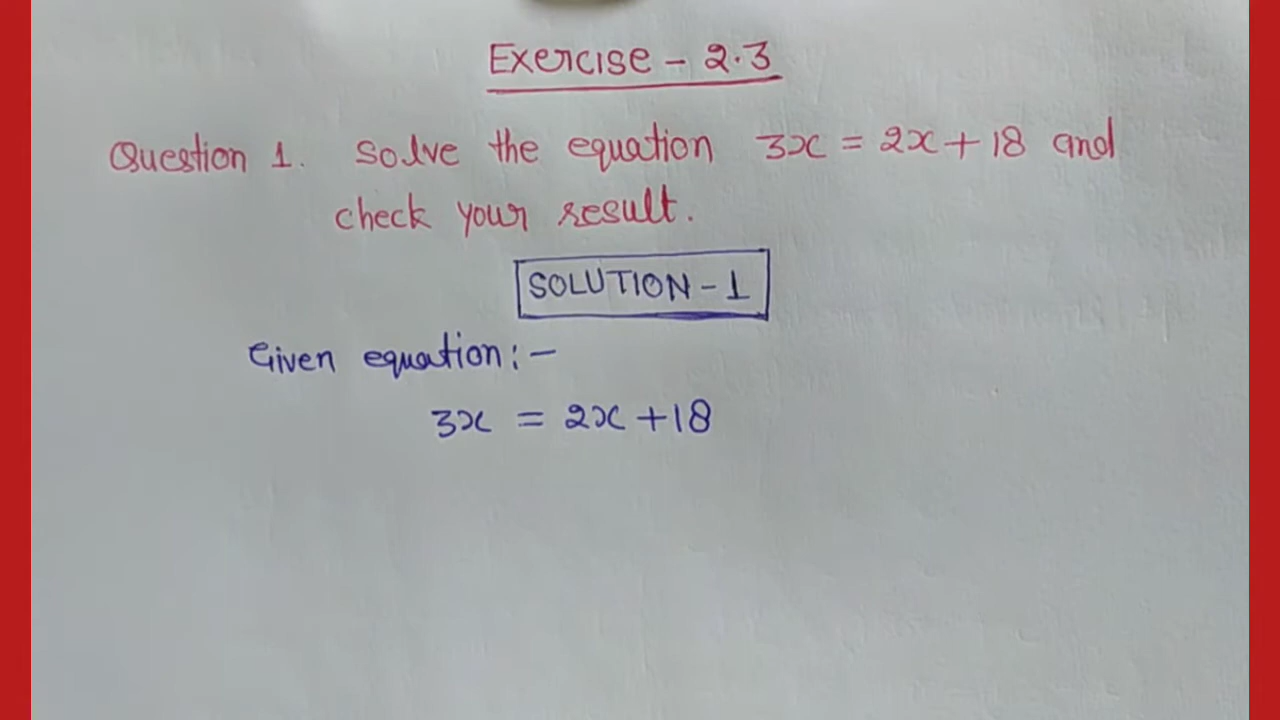 Exercise - 2.3
Question 1. Solve the equation 3x = 2x + 18 and
check your result.
SOLUTION - 1
Given equation:-
3x = 2x + 18